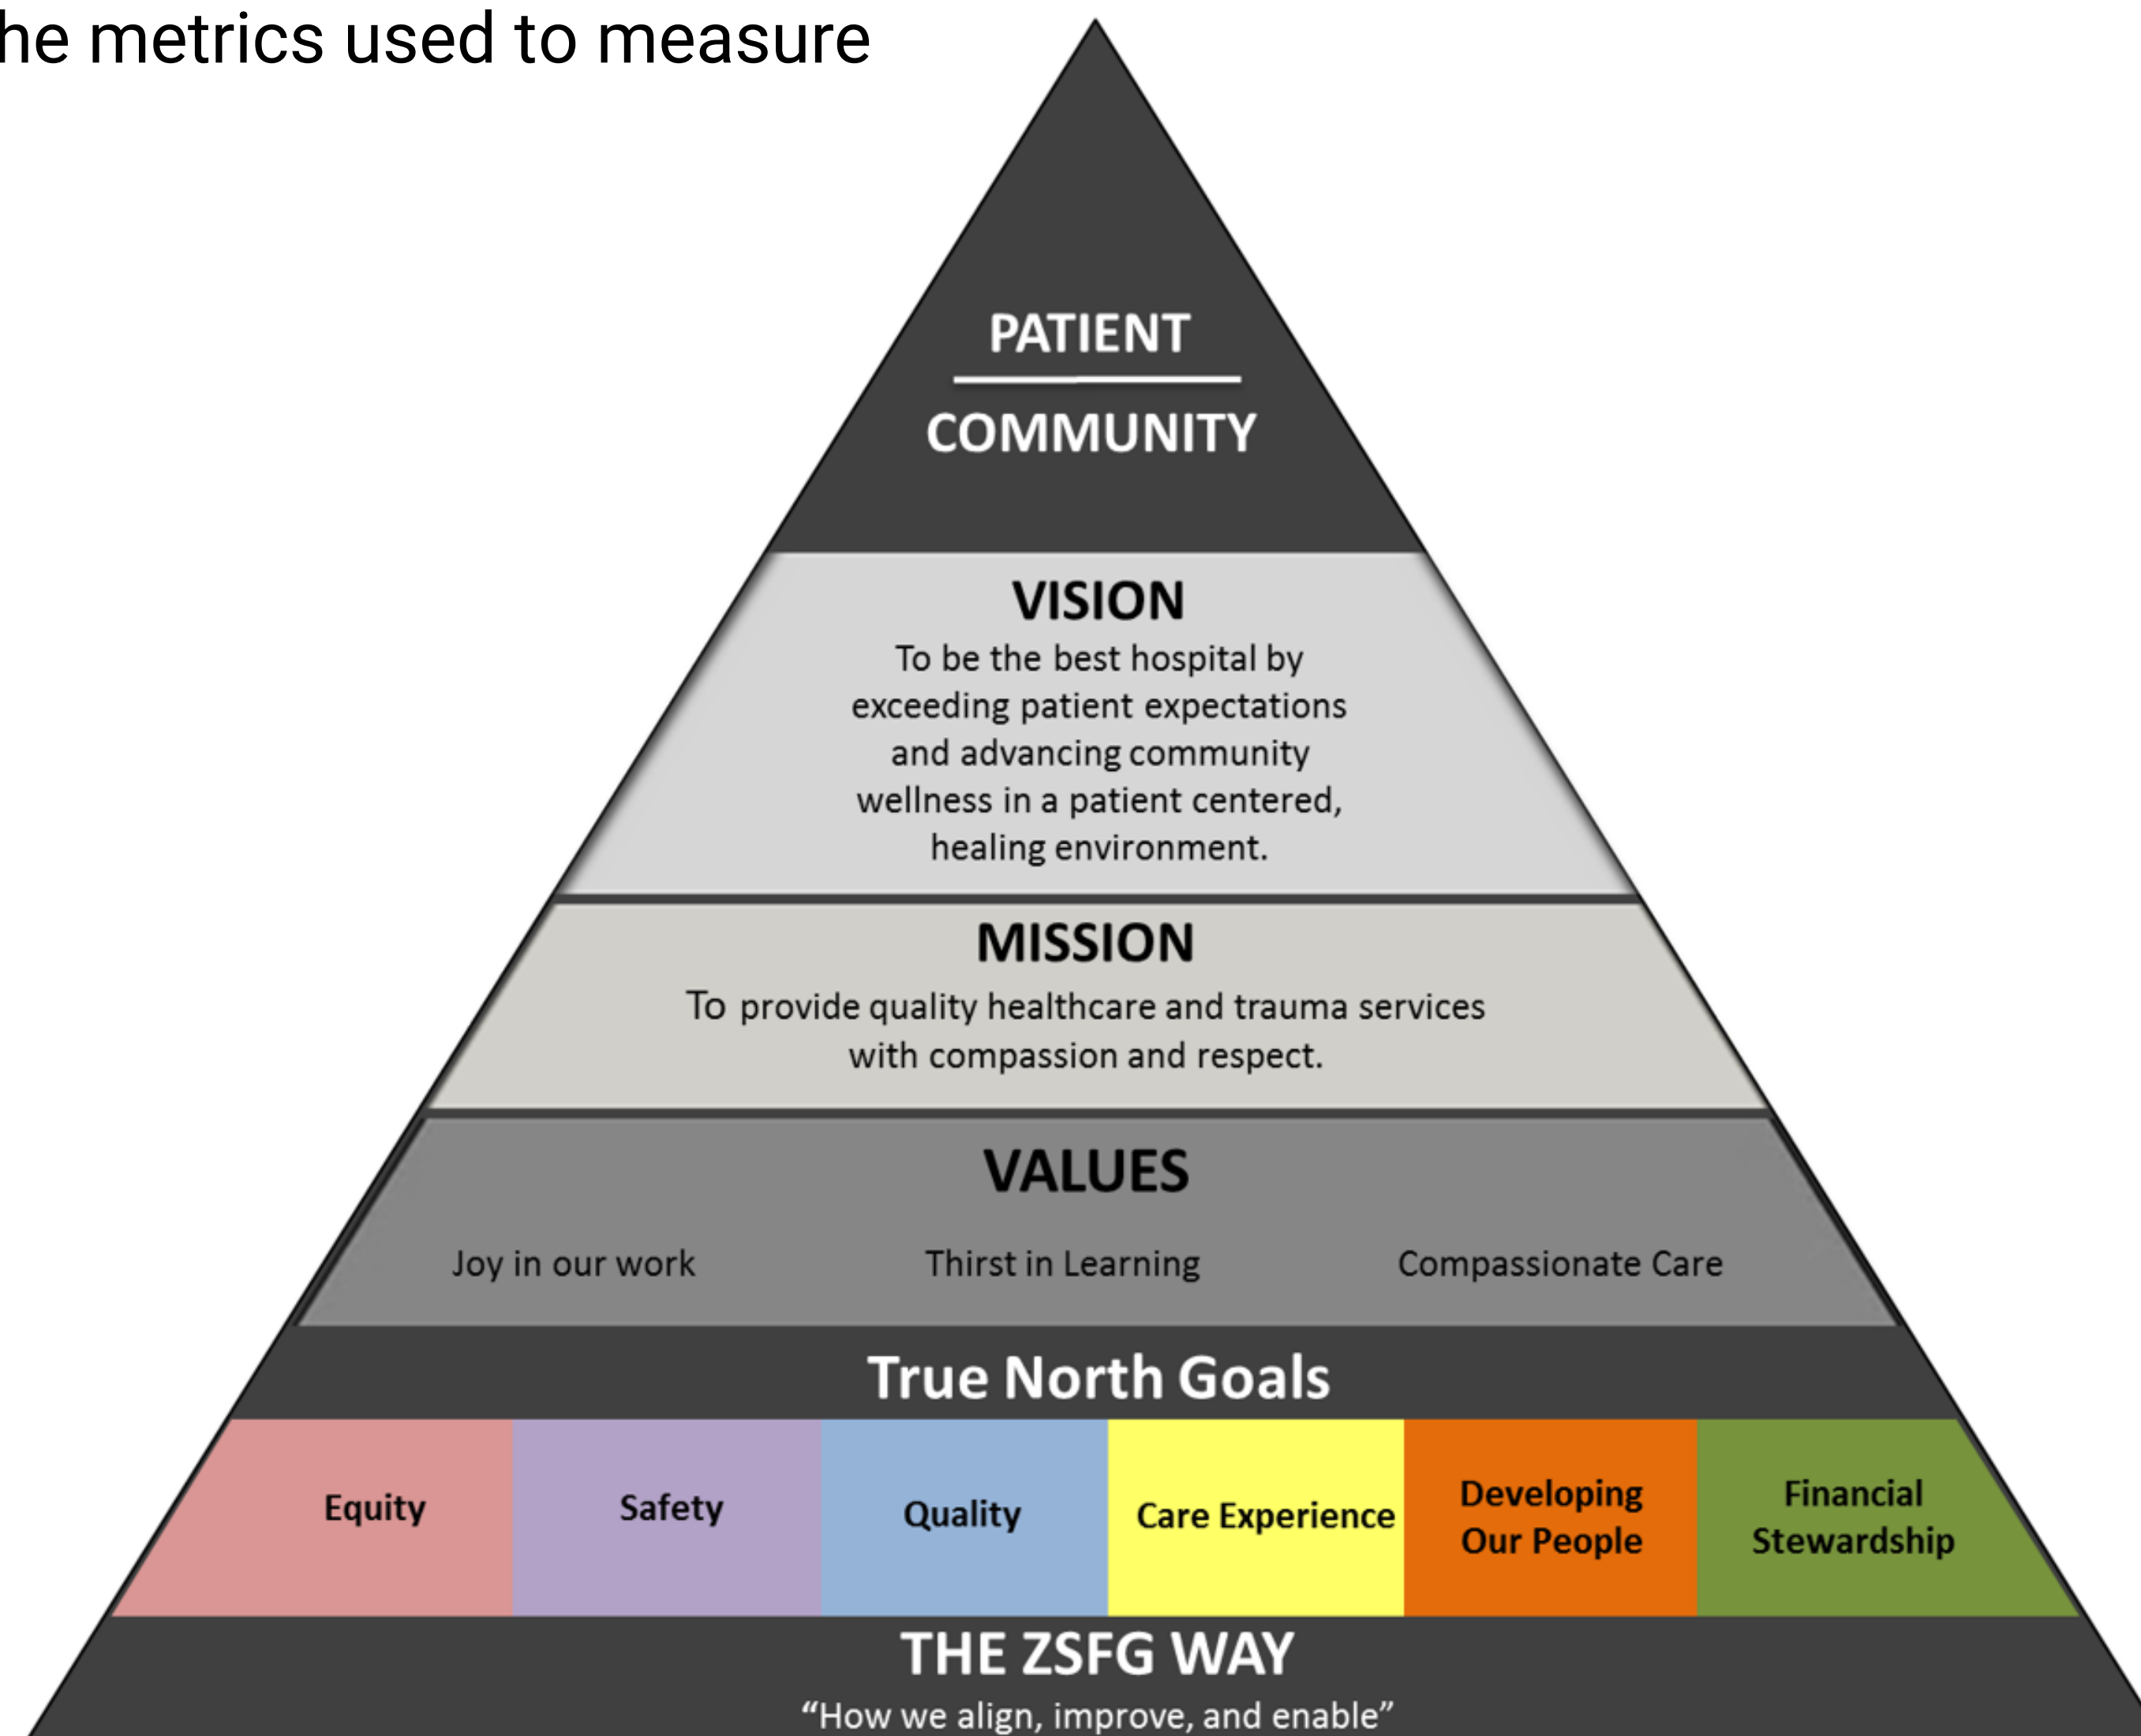 he metrics used to measure
PATIENT
COMMUNITY
VISION
To be the best hospital by
exceeding patient expectations
and advancing community
wellness in a patient centered,
healing environment.
MISSION
To provide quality healthcare and trauma services
with compassion and respect.
VALUES
Joy in our work Thirst in Learning Compassionate Care
True North Goals
Equity Safety Quality Care Experience Developing Our People Financial Stewardship
THE ZSFG WAY
“How we align, improve, and enable”